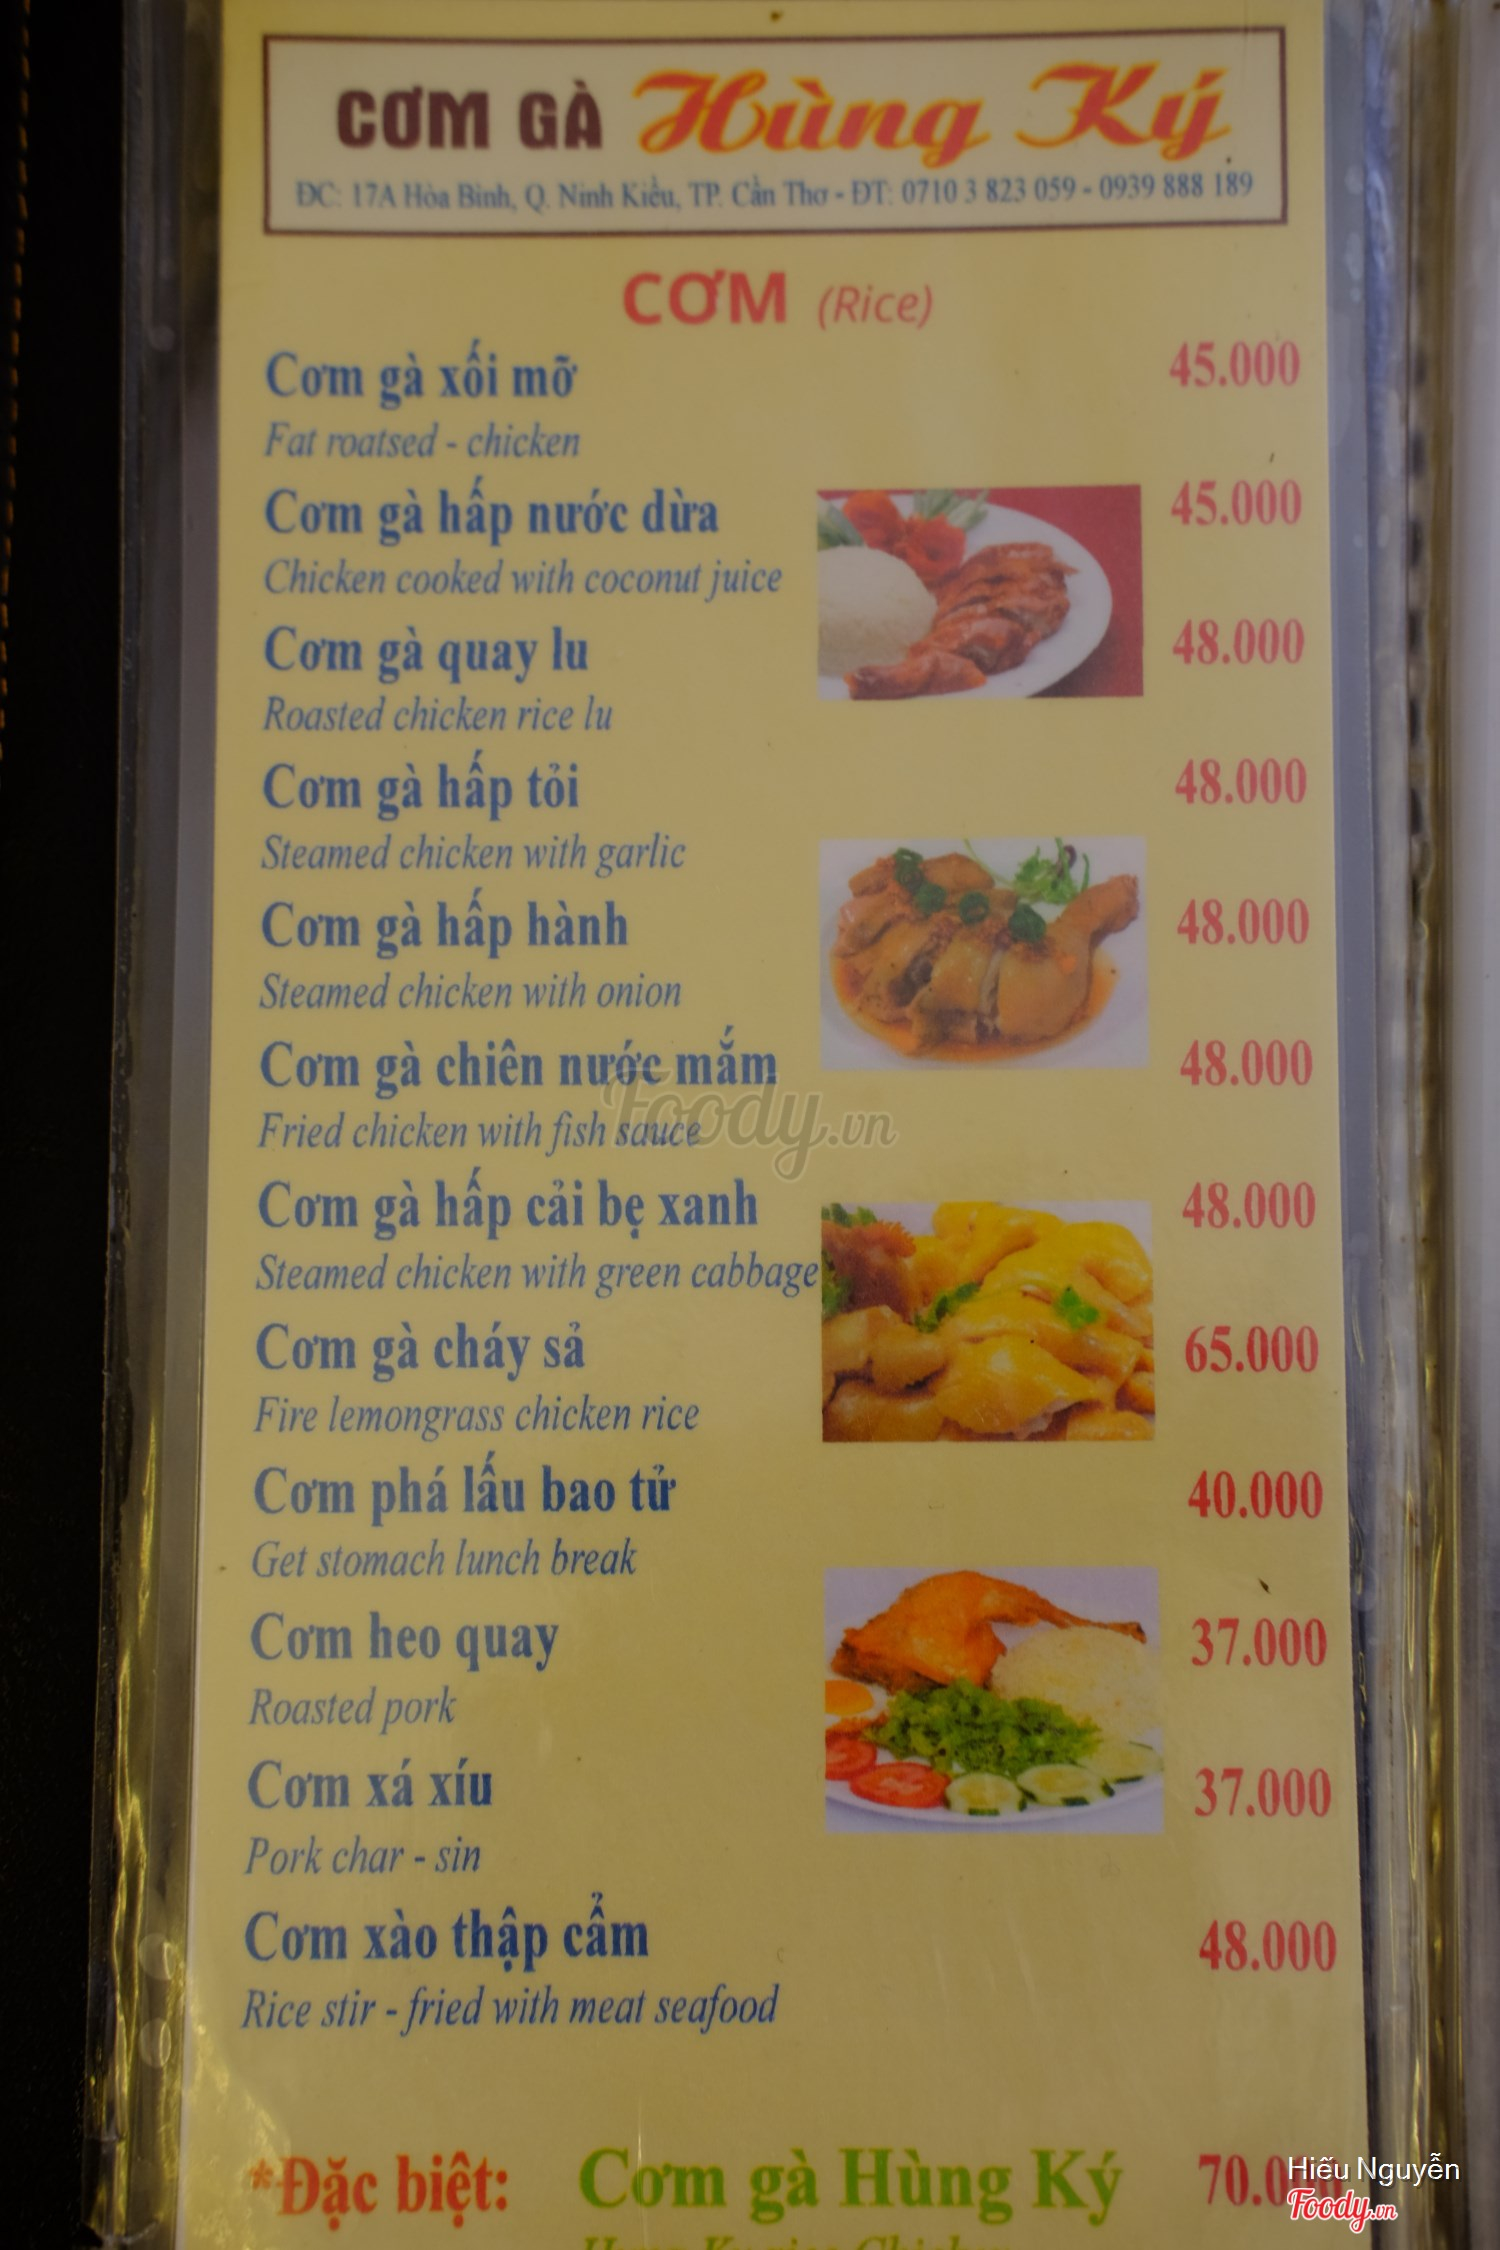 CƠM GÀ Hùng Ký
ĐC: 17A Hòa Bình, Q. Ninh Kiều, TP. Cần Thơ - ĐT: 0710 3 823 059 - 0939 888 189
CƠM (Rice)
Cơm gà xối mỡ 45.000
Fat roatsed - chicken
Cơm gà hấp nước dừa 45.000
Chicken cooked with coconut juice
Cơm gà quay lu 48.000
Roasted chicken rice lu
Cơm gà hấp tỏi 48.000
Steamed chicken with garlic
Cơm gà hấp hành 48.000
Steamed chicken with onion
Cơm gà chiên nước mắm 48.000
Fried chicken with fish sauce
Foody.vn
Cơm gà hấp cải bẹ xanh 48.000
Steamed chicken with green cabbage
Cơm gà cháy sả 65.000
Fire lemongrass chicken rice
Cơm phá lấu bao tử 40.000
Get stomach lunch break
Cơm heo quay 37.000
Roasted pork
Cơm xá xíu 37.000
Pork char - sin
Cơm xào thập cẩm 48.000
Rice stir - fried with meat seafood
*Đặc biệt: Cơm gà Hùng Ký
Hiếu Nguyễn
Foody.vn